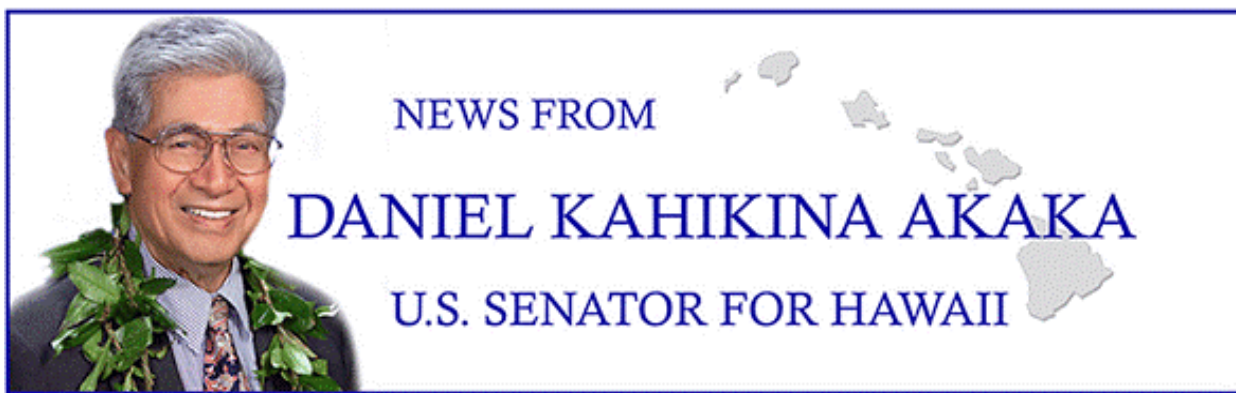 NEWS FROM
DANIEL KAHIKINA AKAKA
U.S. SENATOR FOR HAWAII